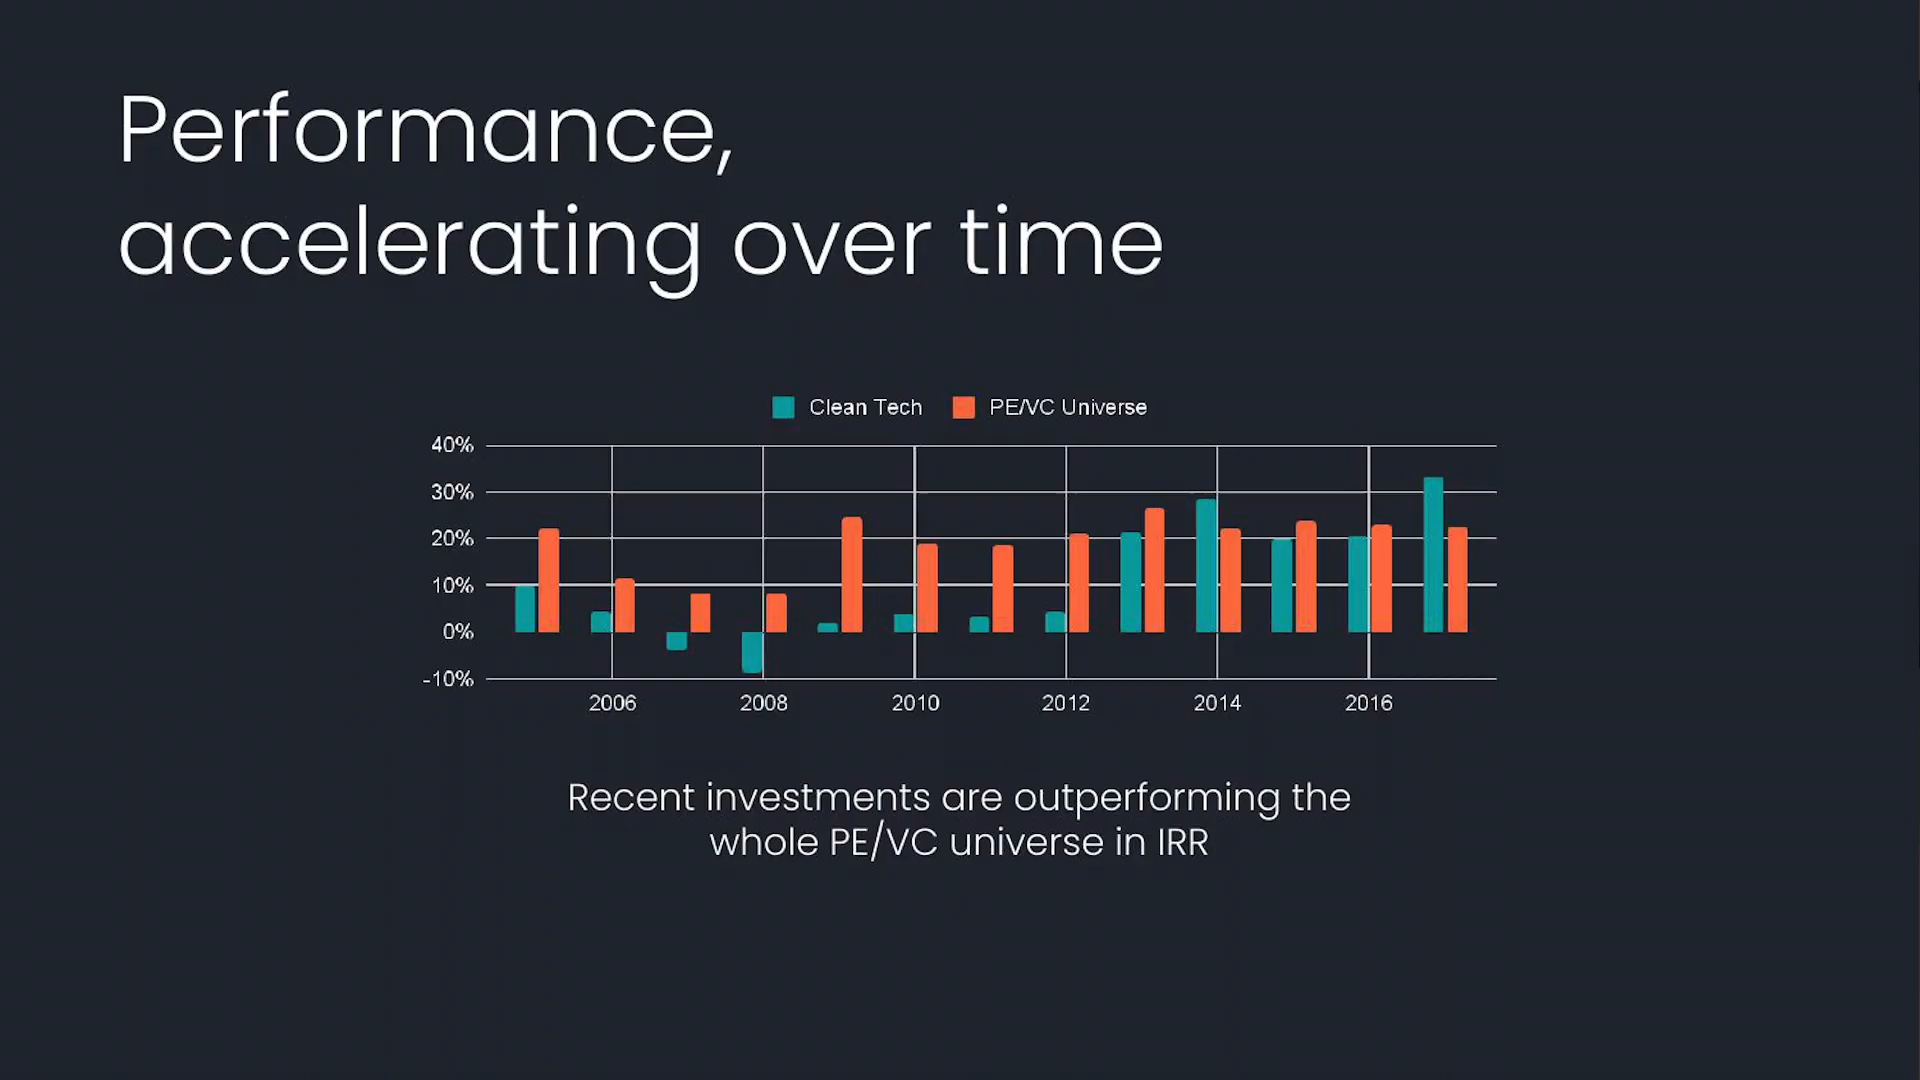 Performance,
accelerating over time
Clean Tech
PE/VC Universe
40%
30%
20%
10%
0%
-10%
2006
2008
2010
2012
2014
2016
Recent investments are outperforming the
whole PE/VC universe in IRR